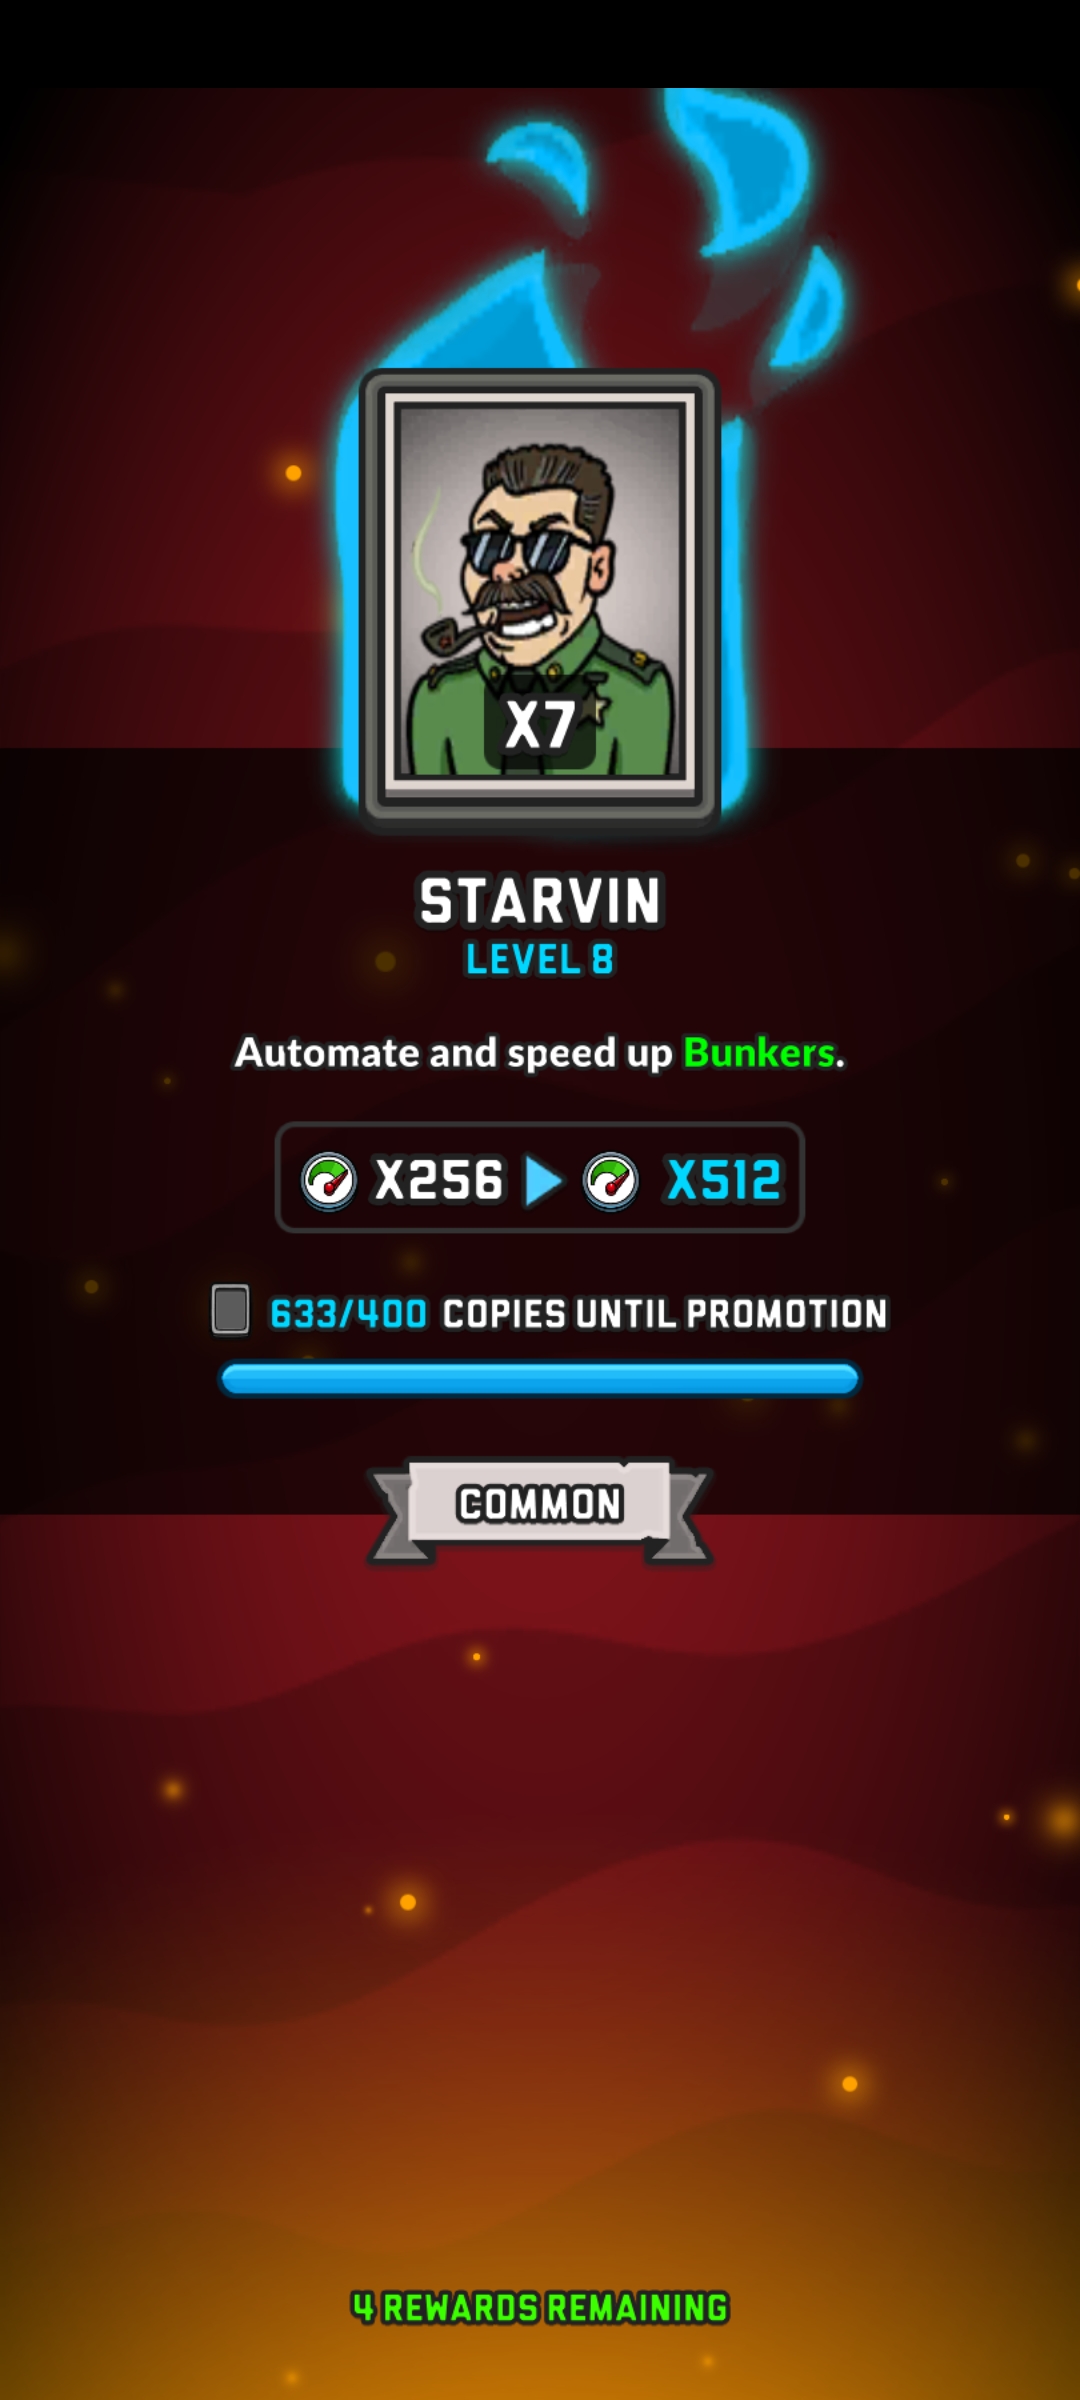 X7
STARVIN
LEVEL 8
Automate and speed up Bunkers.
X256 X512
633/400 COPIES UNTIL PROMOTION
COMMON
4 REWARDS REMAINING